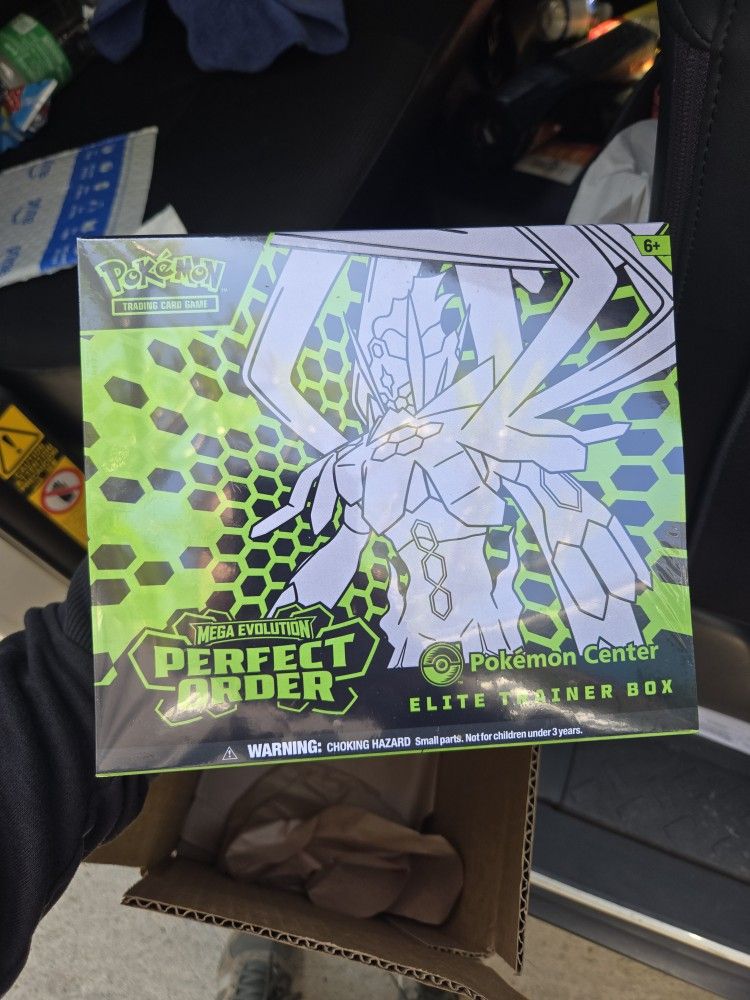 6+
POKéMON
TRADING CARD GAME
MEGA EVOLUTION
PERFECT
ORDER
Pokémon Center
ELITE TRAINER BOX
WARNING: CHOKING HAZARD Small parts. Not for children under 3 years.